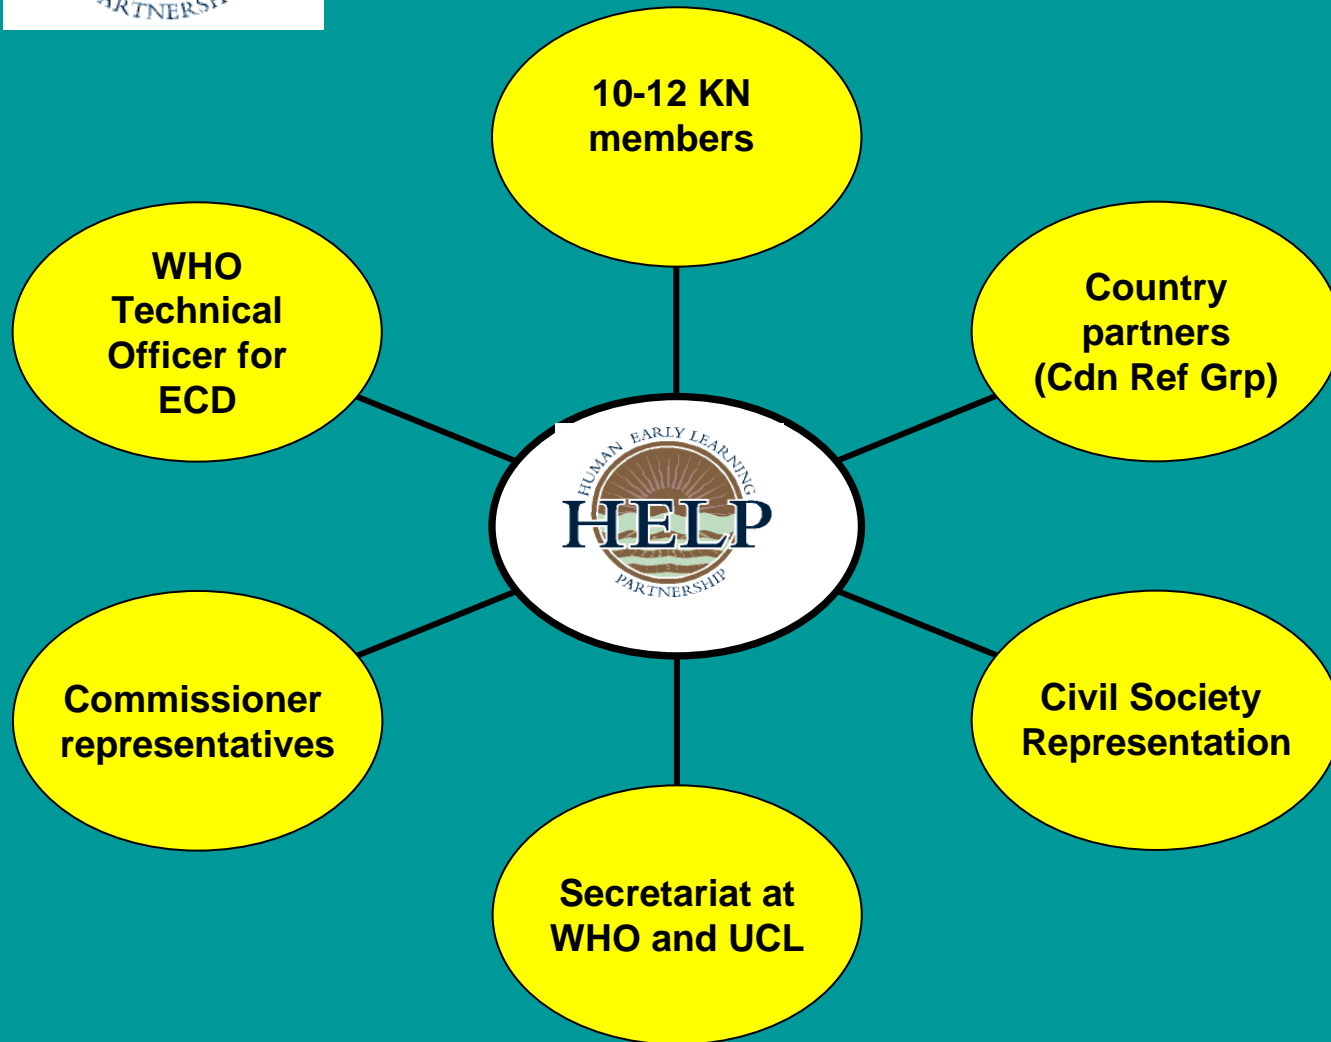 PARTNERSHIP
10-12 KN
members
WHO
Technical
Officer for
ECD
Country
partners
(Cdn Ref Grp)
HUMAN EARLY LEARNING
HELP
PARTNERSHIP
Commissioner
representatives
Civil Society
Representation
Secretariat at
WHO and UCL